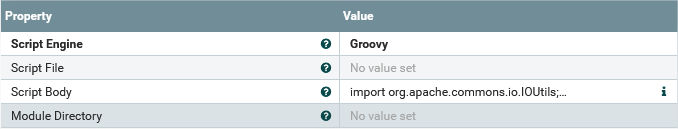 Property Value
Script Engine Groovy
Script File No value set
Script Body import org.apache.commons.io.IOUtils;...
Module Directory No value set